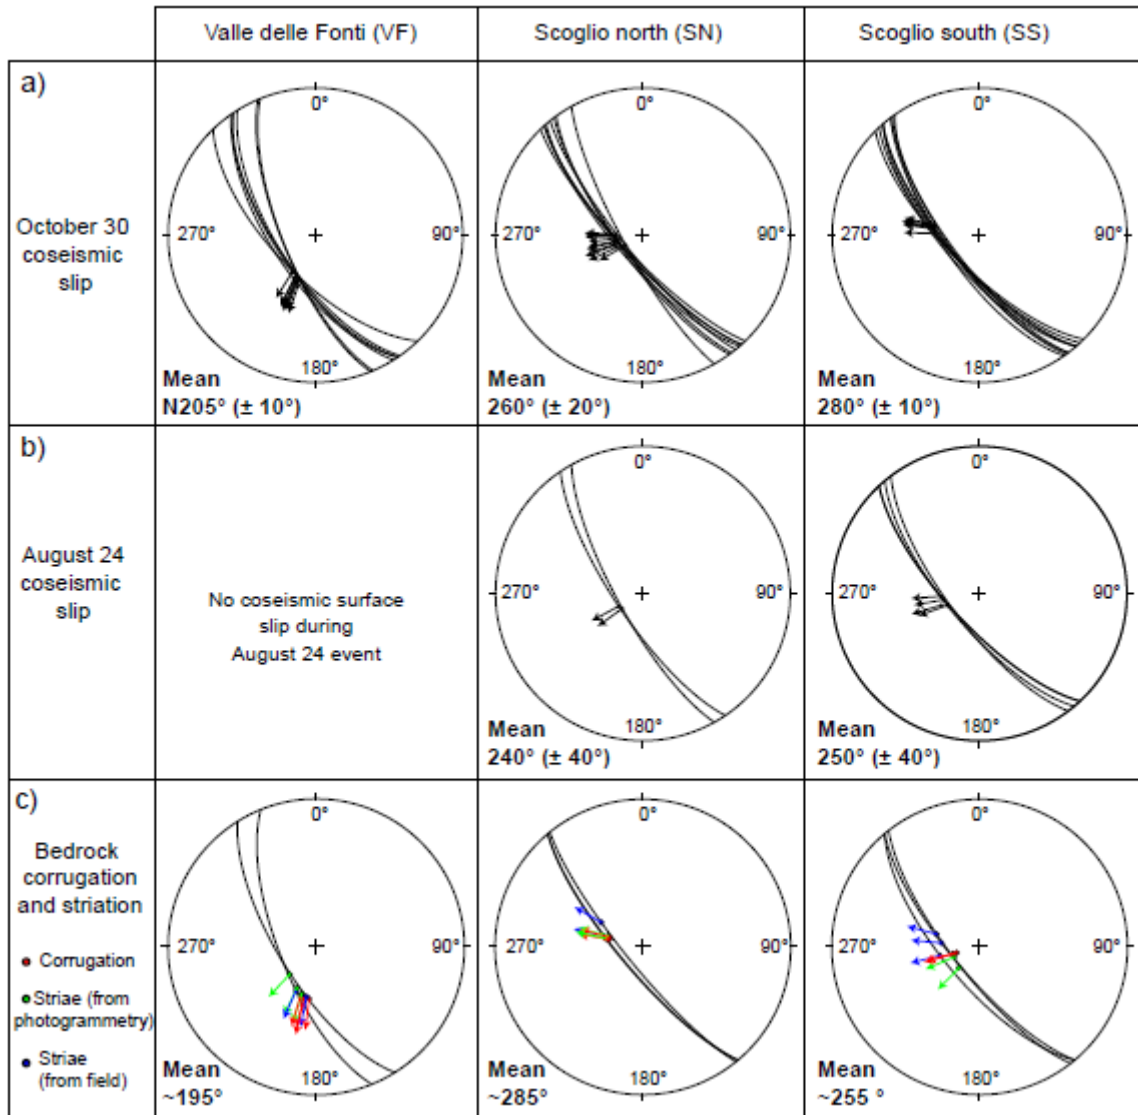 Valle delle Fonti (VF)
Scoglio north (SN)
Scoglio south (SS)
a)
October 30
coseismic
slip
0°
270°
90°
180°
Mean
N205° (± 10°)
0°
270°
90°
180°
Mean
260° (± 20°)
0°
270°
90°
180°
Mean
280° (± 10°)
b)
August 24
coseismic
slip
No coseismic surface
slip during
August 24 event
0°
270°
90°
180°
Mean
240° (± 40°)
0°
270°
90°
180°
Mean
250° (± 40°)
c)
Bedrock
corrugation
and striation
Corrugation
Striae (from
photogrammetry)
Striae
(from field)
0°
270°
90°
180°
Mean
~195°
0°
270°
90°
180°
Mean
~285°
0°
270°
90°
180°
Mean
~255 °